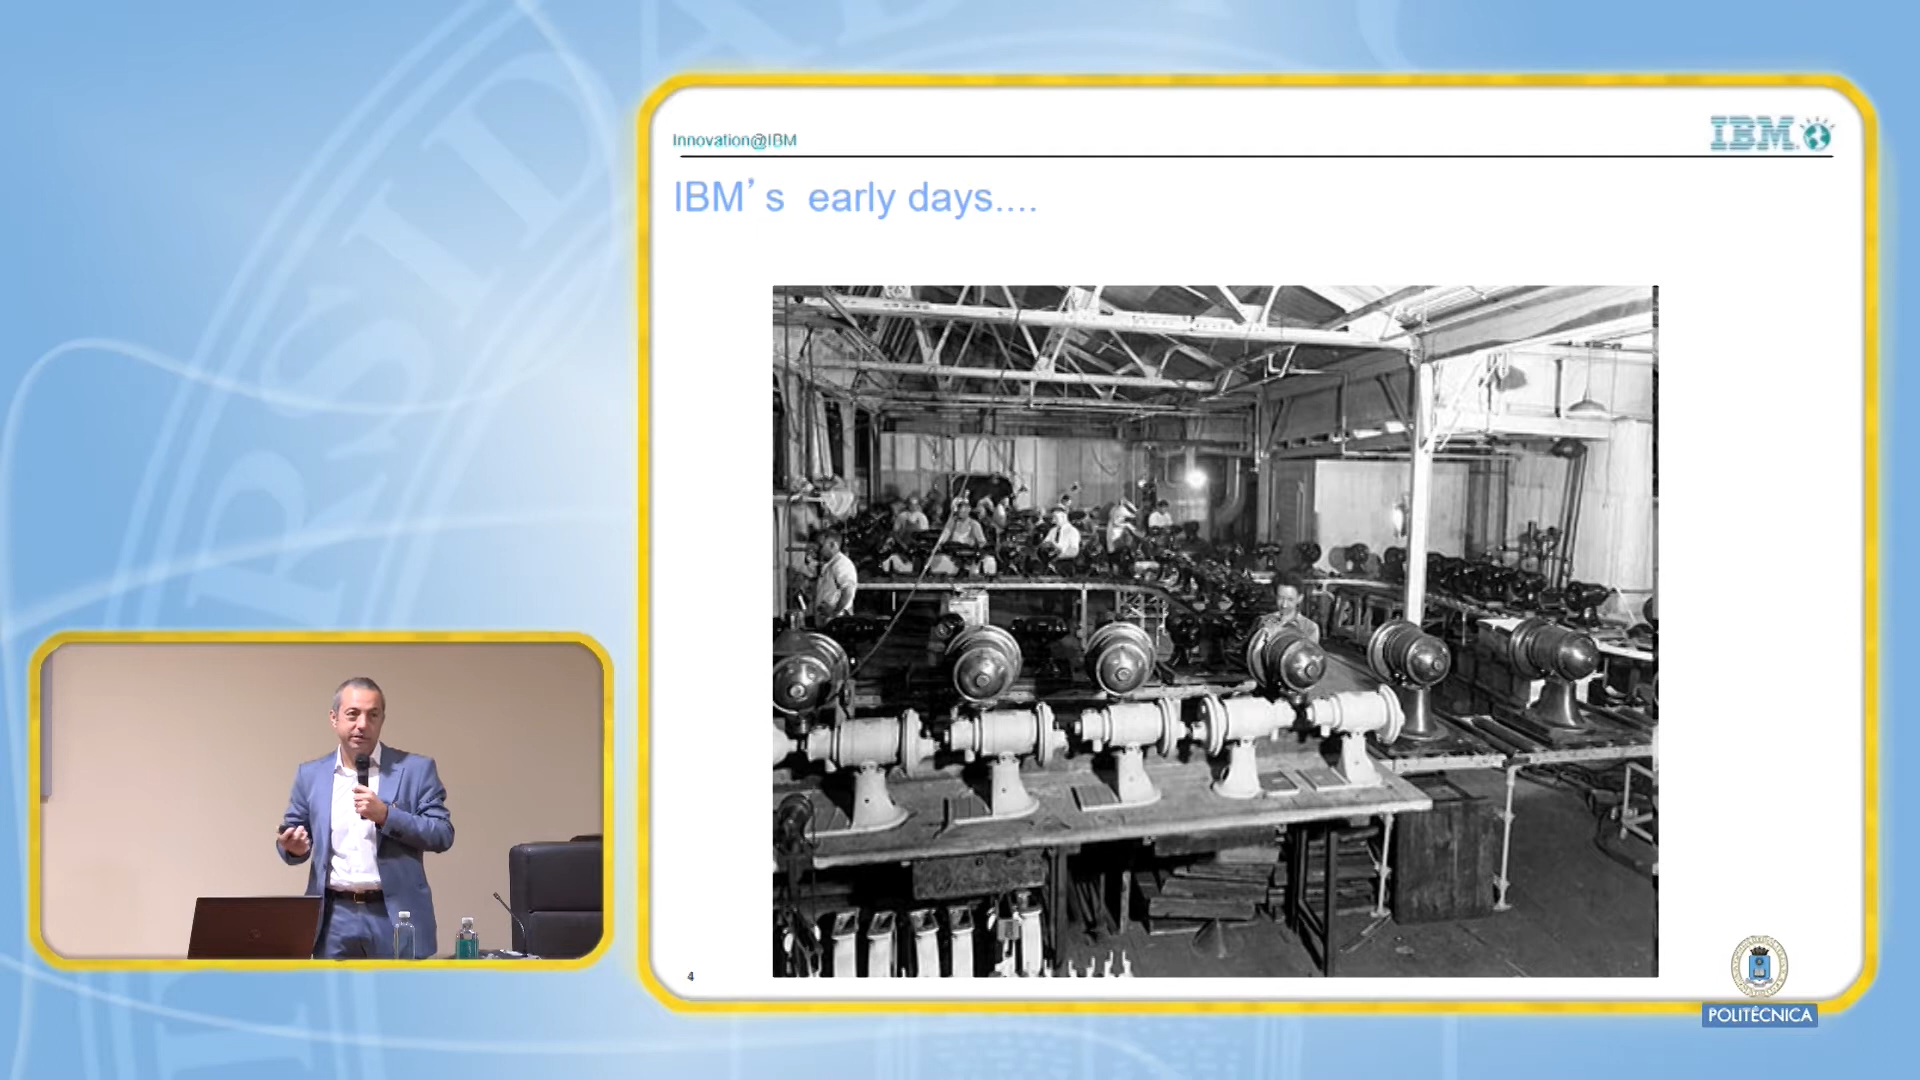 Innovation@IBM
IBM.
IBM's early days....
4
POLITÉCNICA